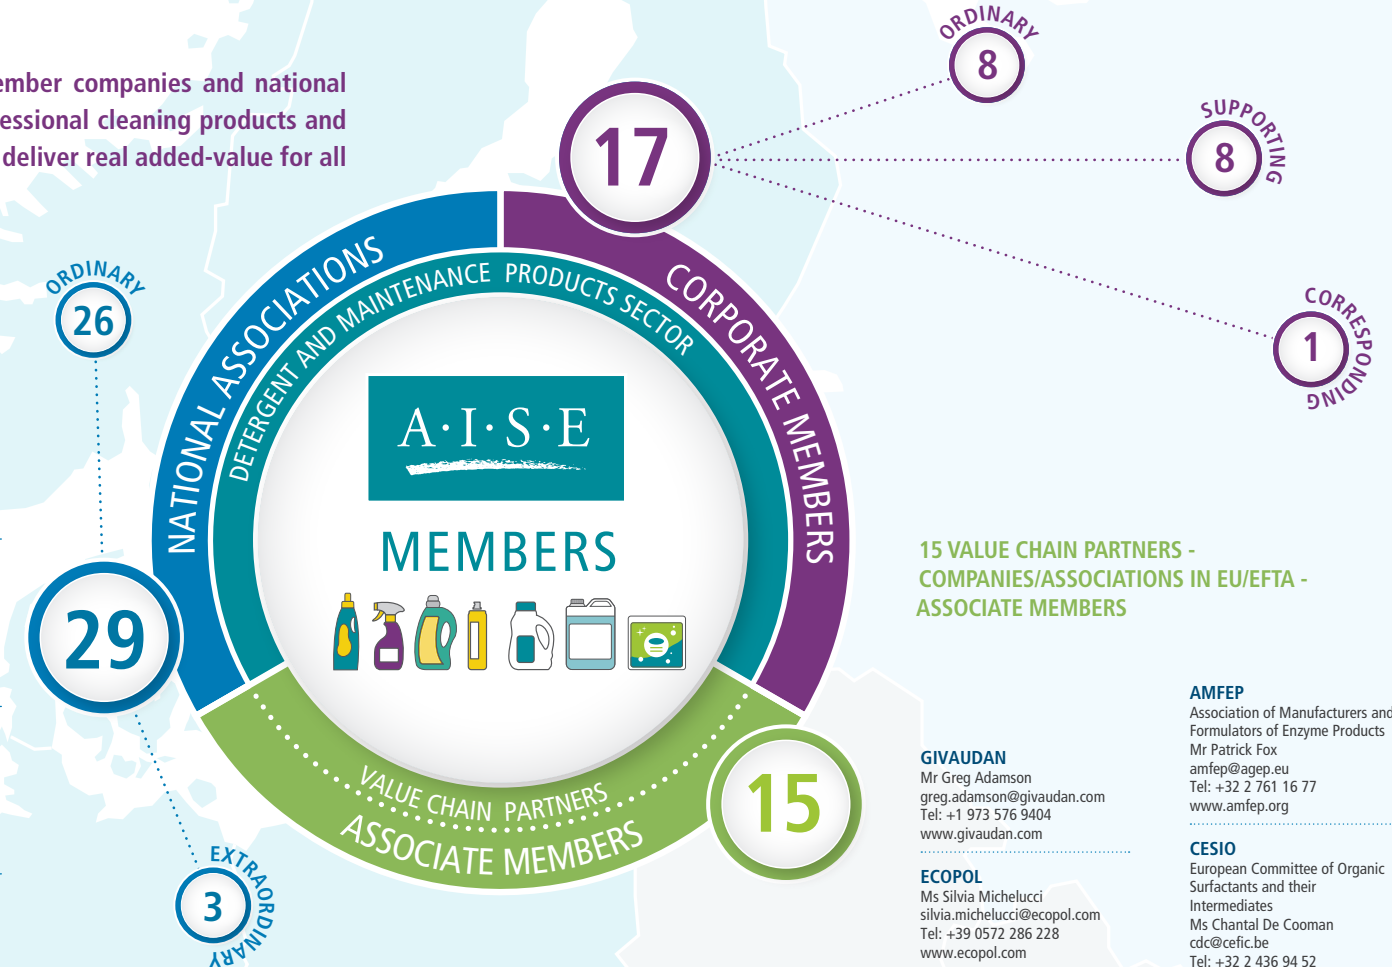 ember companies and national
essional cleaning products and
deliver real added-value for all
ORDINARY
8
SUPPORTING
8
CORRESPONDING
1
17
ORDINARY
26
29
EXTRAORDINARY
3
NATIONAL ASSOCIATIONS
CORPORATE MEMBERS
DETERGENT AND MAINTENANCE PRODUCTS SECTOR
A·I·S·E
MEMBERS
VALUE CHAIN PARTNERS
ASSOCIATE MEMBERS
15
15 VALUE CHAIN PARTNERS -
COMPANIES/ASSOCIATIONS IN EU/EFTA -
ASSOCIATE MEMBERS
GIVAUDAN
Mr Greg Adamson
greg.adamson@givaudan.com
Tel: +1 973 576 9404
www.givaudan.com
ECOPOL
Ms Silvia Michelucci
silvia.michelucci@ecopol.com
Tel: +39 0572 286 228
www.ecopol.com
AMFEP
Association of Manufacturers and
Formulators of Enzyme Products
Mr Patrick Fox
amfep@agep.eu
Tel: +32 2 761 16 77
www.amfep.org
CESIO
European Committee of Organic
Surfactants and their
Intermediates
Ms Chantal De Cooman
cdc@cefic.be
Tel: +32 2 436 94 52